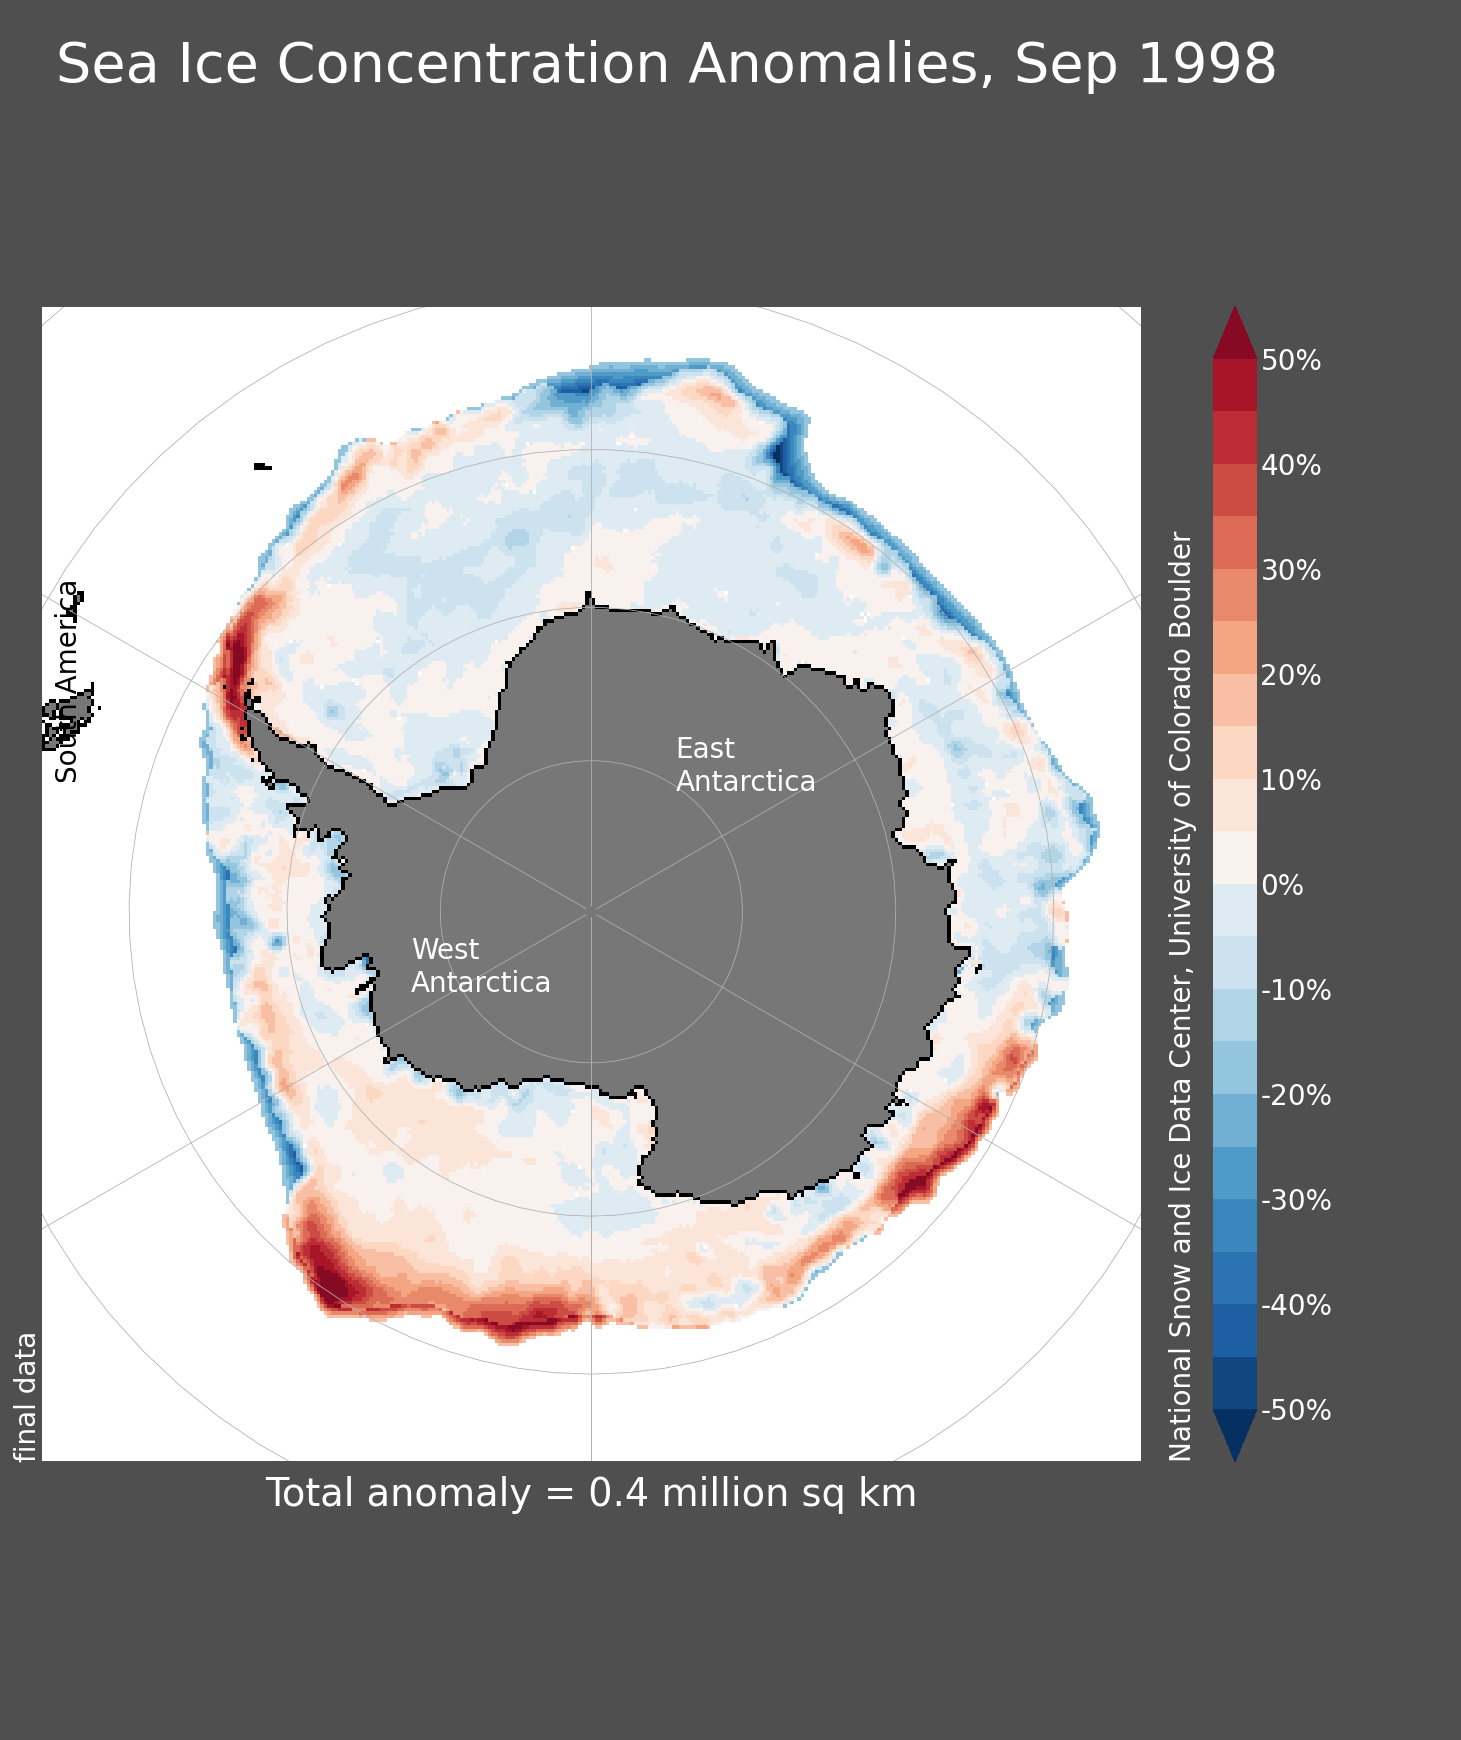 Sea Ice Concentration Anomalies, Sep 1998
South America
East
Antarctica
West
Antarctica
final data
National Snow and Ice Data Center, University of Colorado Boulder
50%
40%
30%
20%
10%
0%
-10%
-20%
-30%
-40%
-50%
Total anomaly = 0.4 million sq km